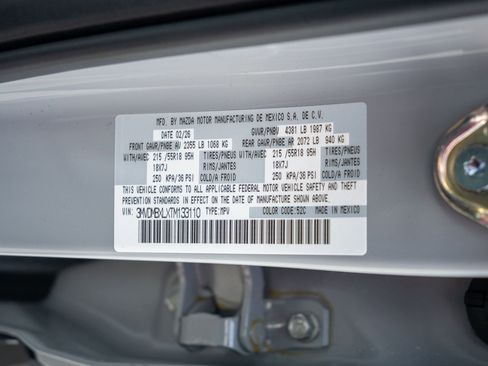 MFD. BY MAZDA MOTOR MANUFACTURING DE MEXICO S.A. DE C.V.
DATE 02/26 GVWR/PNBV 4381 LB 1987 KG
FRONT GAWR/PNBE AV 2355 LB 1068 KG REAR GAWR/PNBE AR 2072 LB 940 KG
WITH/AVEC 215/55R18 95H TIRES/PNEUS WITH/AVEC 215/55R18 95H TIRES/PNEUS
18X7J RIMS/JANTES 18X7J RIMS/JANTES
250 KPA/36 PSI COLD/A FROID 250 KPA/36 PSI COLD/A FROID
THIS VEHICLE CONFORMS TO ALL APPLICABLE FEDERAL MOTOR VEHICLE SAFETY AND THEFT
PREVENTION STANDARDS IN EFFECT ON THE DATE OF MANUFACTURE SHOWN ABOVE.
VIN: 3MVDMBXLXTM133110 TYPE: MPV COLOR CODE: 52C MADE IN MEXICO